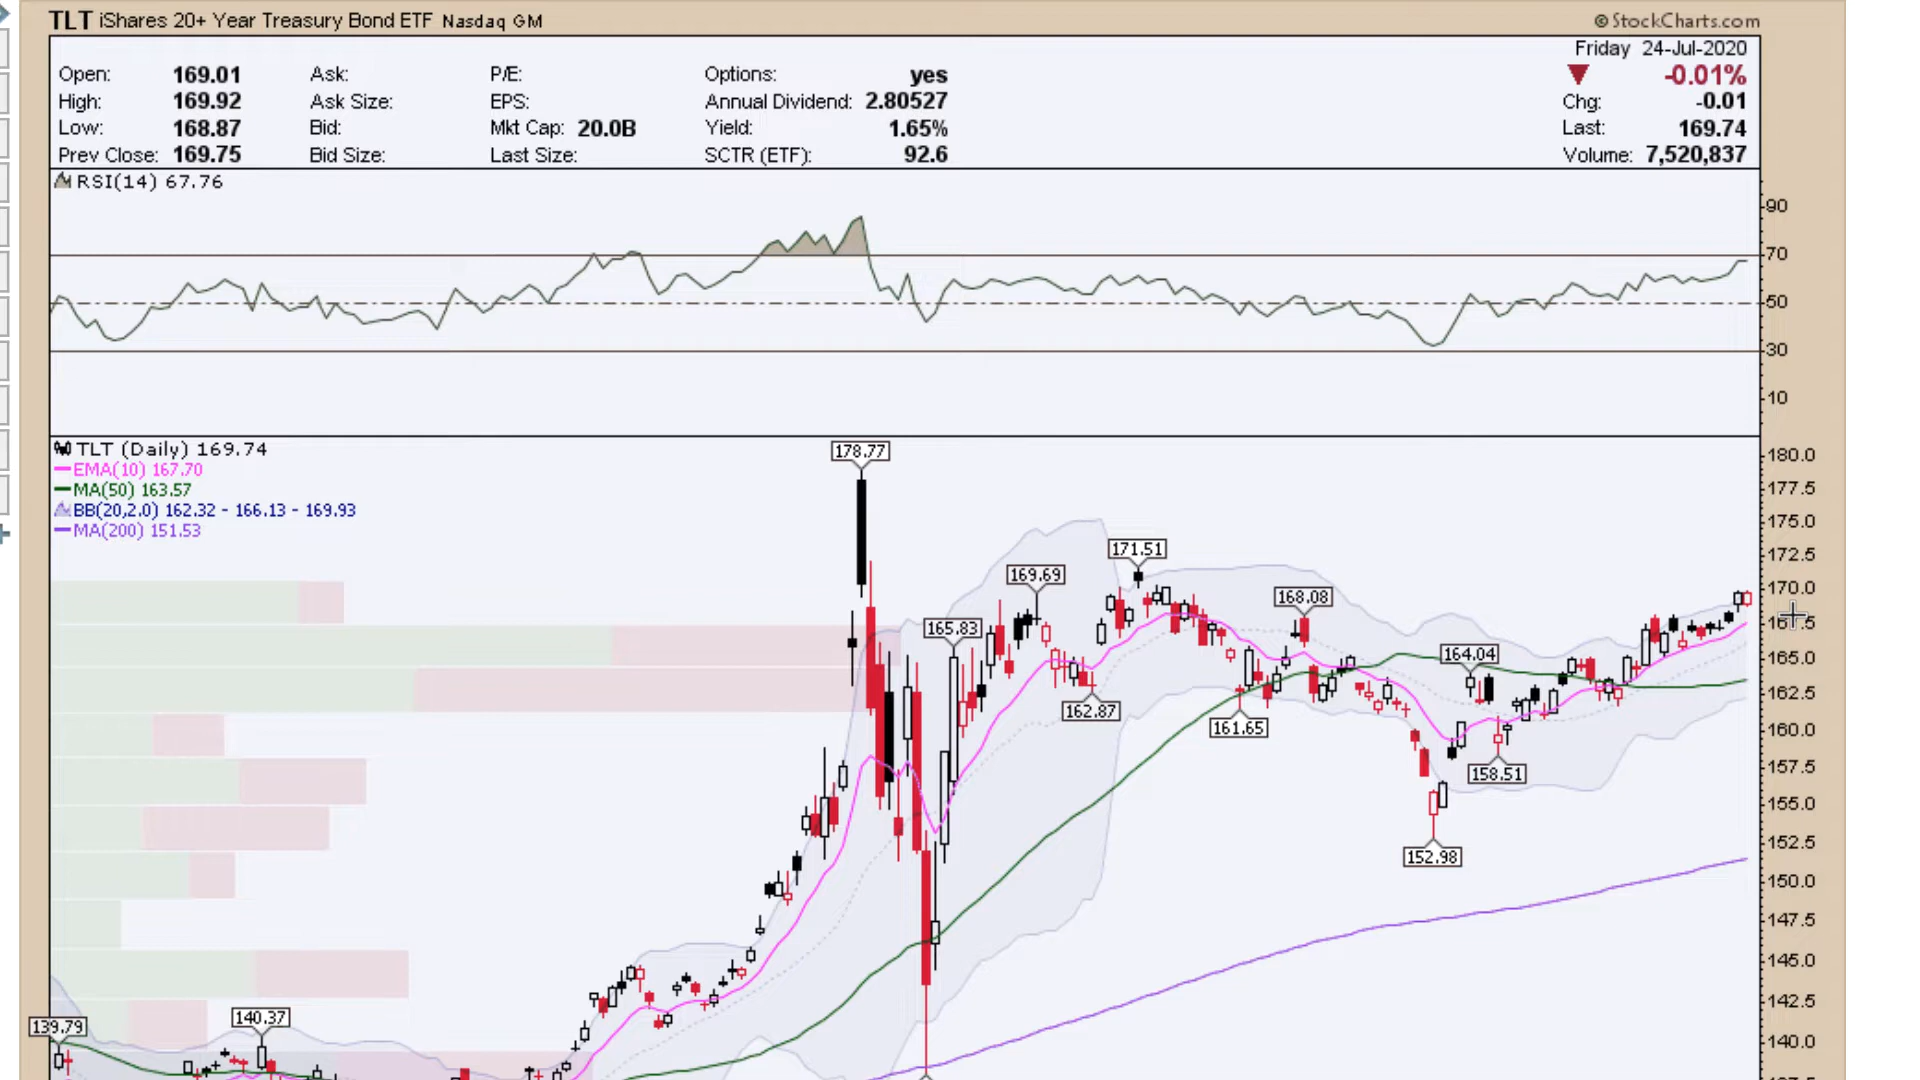 TLT iShares 20+ Year Treasury Bond ETF Nasdaq GM
© StockCharts.com
Friday 24-Jul-2020
Open: 169.01 Ask: P/E: Options: yes -0.01%
High: 169.92 Ask Size: EPS: Annual Dividend: 2.80527 Chg: -0.01
Low: 168.87 Bid: Mkt Cap: 20.0B Yield: 1.65% Last: 169.74
Prev Close: 169.75 Bid Size: Last Size: SCTR (ETF): 92.6 Volume: 7,520,837
RSI(14) 67.76
90
70
50
30
10
TLT (Daily) 169.74
EMA(10) 167.70
MA(50) 163.57
BB(20,2.0) 162.32 - 166.13 - 169.93
MA(200) 151.53
178.77
171.51
169.69
168.08
165.83
164.04
162.87
161.65
158.51
152.98
140.37
139.79
180.0
177.5
175.0
172.5
170.0
165.0
162.5
160.0
157.5
155.0
152.5
150.0
147.5
145.0
142.5
140.0